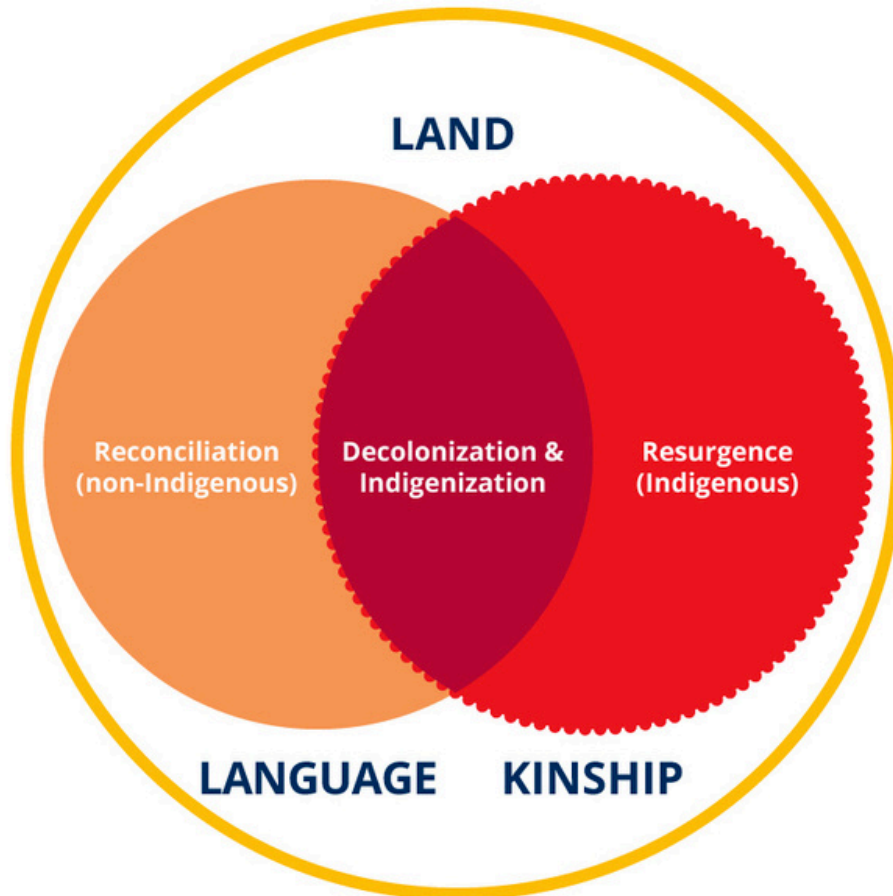 LAND
Reconciliation
(non-Indigenous)
Decolonization &
Indigenization
Resurgence
(Indigenous)
LANGUAGE
KINSHIP